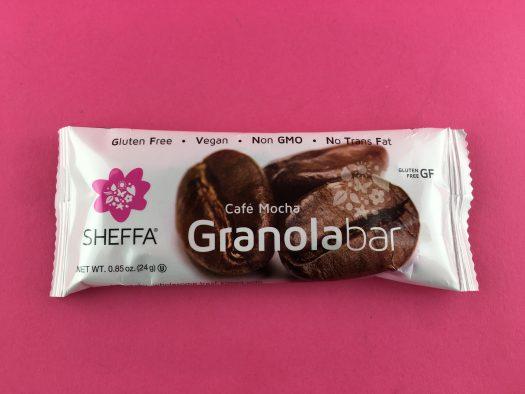 Gluten Free • Vegan • Non GMO • No Trans Fat
GLUTEN FREE GF
Café Mocha
Granolabar
SHEFFA®
NET WT. 0.85 oz. (24g) U